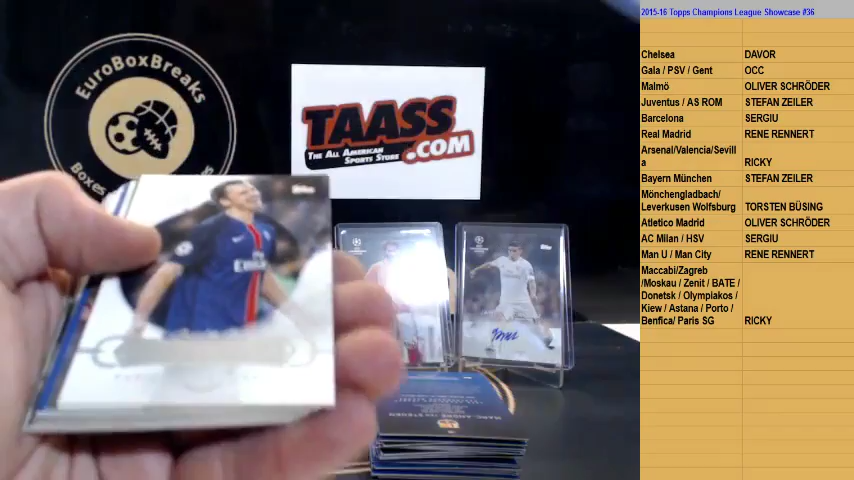 2015-16 Topps Champions League Showcase #36
EuroBoxBreaks
Boxes
TAASS
.COM
THE ALL AMERICAN
SPORTS STORE
topps
MARC-ANDRÉ TER STEGEN
Chelsea DAVOR
Gala / PSV / Gent OCC
Malmö OLIVER SCHRÖDER
Juventus / AS ROM STEFAN ZEILER
Barcelona SERGIU
Real Madrid RENE RENNERT
Arsenal/Valencia/Sevill
a RICKY
Bayern München STEFAN ZEILER
Mönchengladbach/
Leverkusen Wolfsburg TORSTEN BÜSING
Atletico Madrid OLIVER SCHRÖDER
AC Milan / HSV SERGIU
Man U / Man City RENE RENNERT
Maccabi/Zagreb
/Moskau / Zenit / BATE /
Donetsk / Olympiakos /
Kiew / Astana / Porto /
Benfica/ Paris SG RICKY